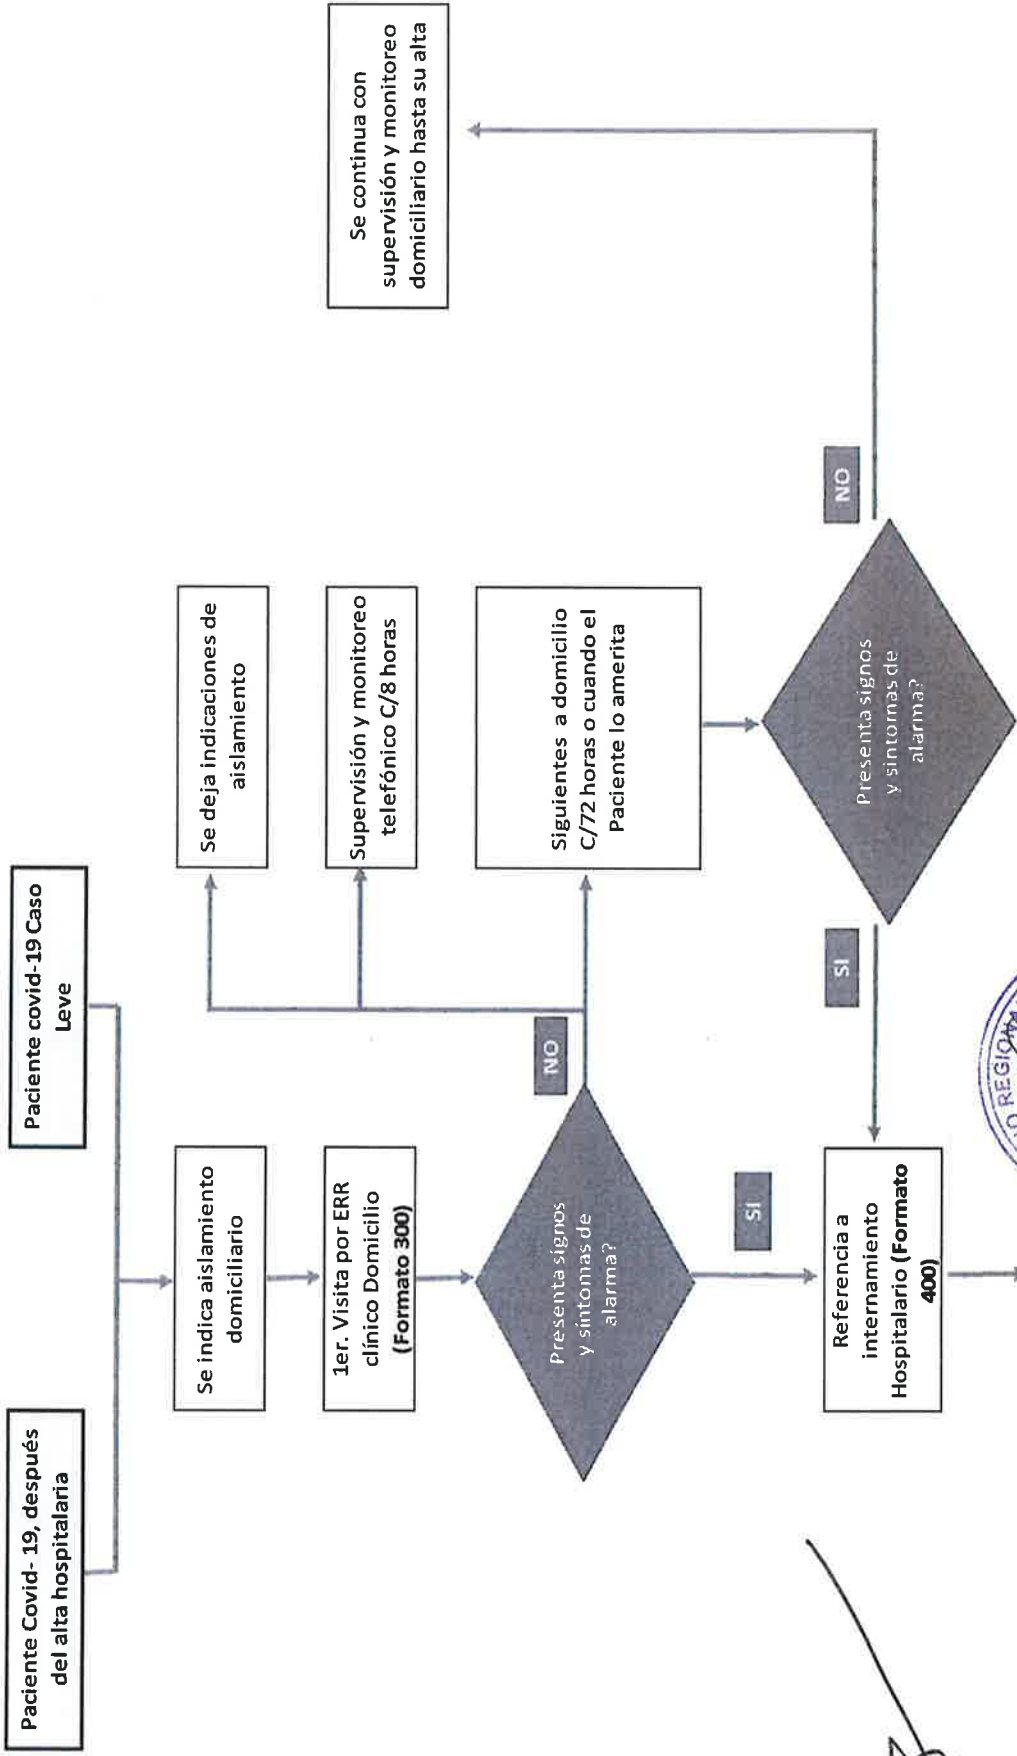 Paciente Covid- 19, después
del alta hospitalaria
Paciente covid-19 Caso
Leve
Se indica aislamiento
domiciliario
Se deja indicaciones de
aislamiento
1er. Visita por ERR
clínico Domicilio
(Formato 300)
Supervisión y monitoreo
telefónico C/8 horas
Se continua con
supervisión y monitoreo
domiciliario hasta su alta
Presenta signos
y síntomas de
alarma?
NO
Siguientes a domicilio
C/72 horas o cuando el
Paciente lo amerita
SI
Presenta signos
y sintomas de
alarma?
SI
NO
Referencia a
internamiento
Hospitalario (Formato
400)
REGIONA